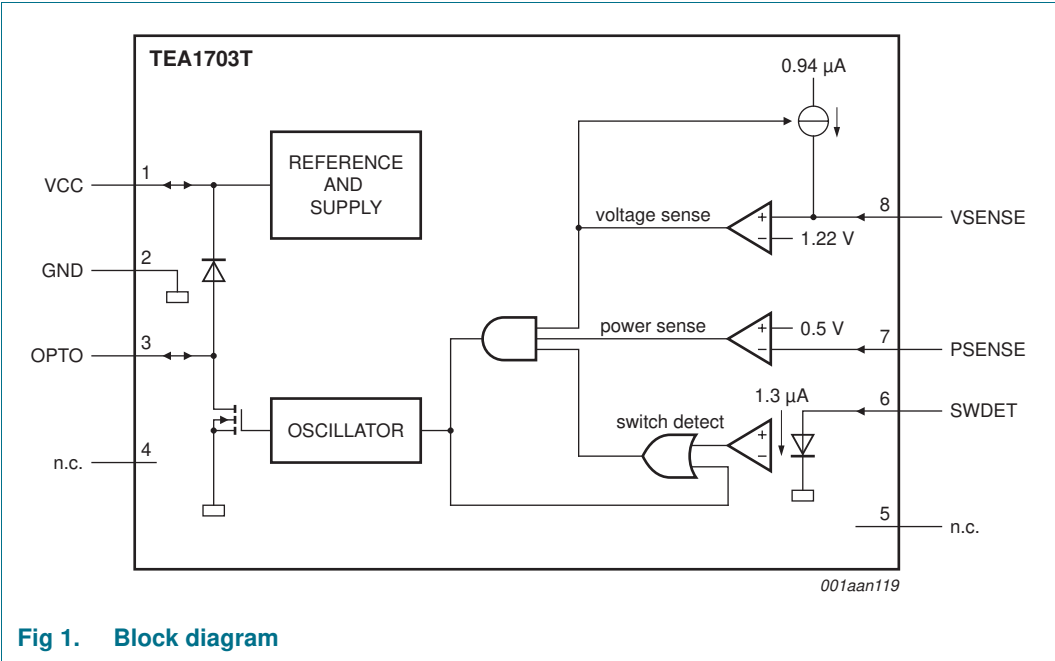 TEA1703T
0.94 μA
REFERENCE
AND
SUPPLY
VCC
1
voltage sense
+
−
1.22 V
8
VSENSE
GND
2
power sense
+
−
0.5 V
7
PSENSE
OPTO
3
1.3 μA
6
SWDET
OSCILLATOR
switch detect
+
−
n.c.
4
5
n.c.
001aan119
Fig 1. Block diagram